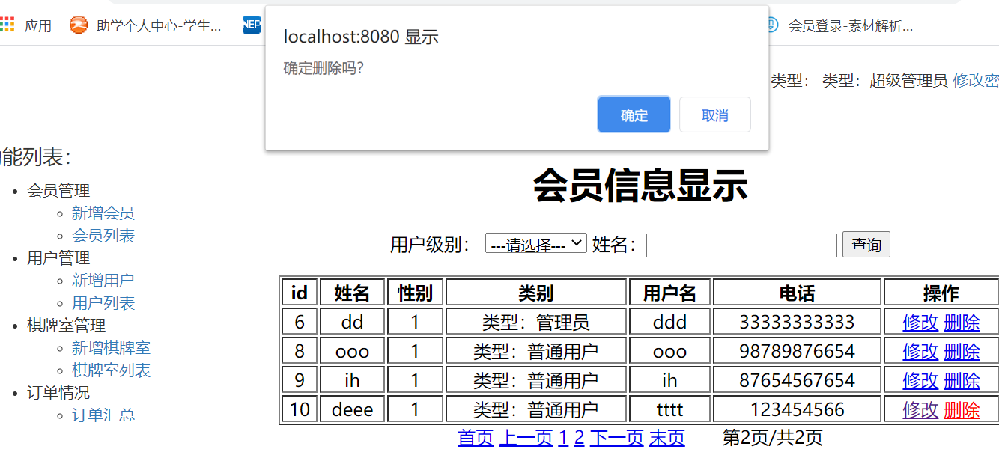 应用 助学个人中心-学生... NEP 会员登录-素材解析...
localhost:8080 显示
确定删除吗?
确定 取消
类型： 类型：超级管理员 修改密
能列表：
会员管理
新增会员
会员列表
用户管理
新增用户
用户列表
棋牌室管理
新增棋牌室
棋牌室列表
订单情况
订单汇总
会员信息显示
用户级别： ---请选择--- 姓名： 查询
id 姓名 性别 类别 用户名 电话 操作
6 dd 1 类型：管理员 ddd 33333333333 修改 删除
8 ooo 1 类型：普通用户 ooo 98789876654 修改 删除
9 ih 1 类型：普通用户 ih 87654567654 修改 删除
10 deee 1 类型：普通用户 tttt 123454566 修改 删除
首页 上一页 1 2 下一页 末页 第2页/共2页